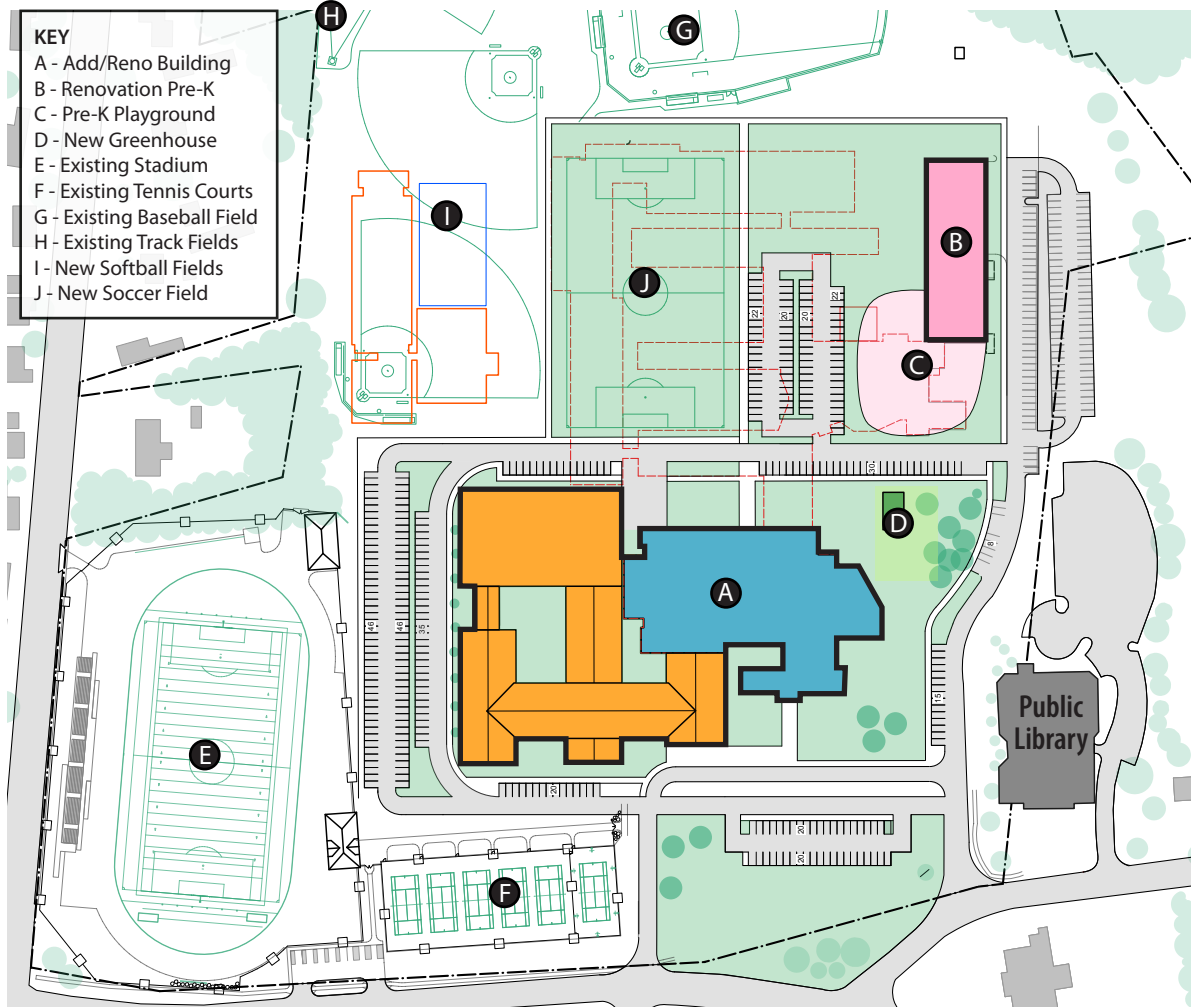 KEY
A - Add/Reno Building
B - Renovation Pre-K
C - Pre-K Playground
D - New Greenhouse
E - Existing Stadium
F - Existing Tennis Courts
G - Existing Baseball Field
H - Existing Track Fields
I - New Softball Fields
J - New Soccer Field
H
G
I
B
J
22
20
20
22
C
30
D
8
A
46
46
35
15
E
Public
Library
20
20
20
F